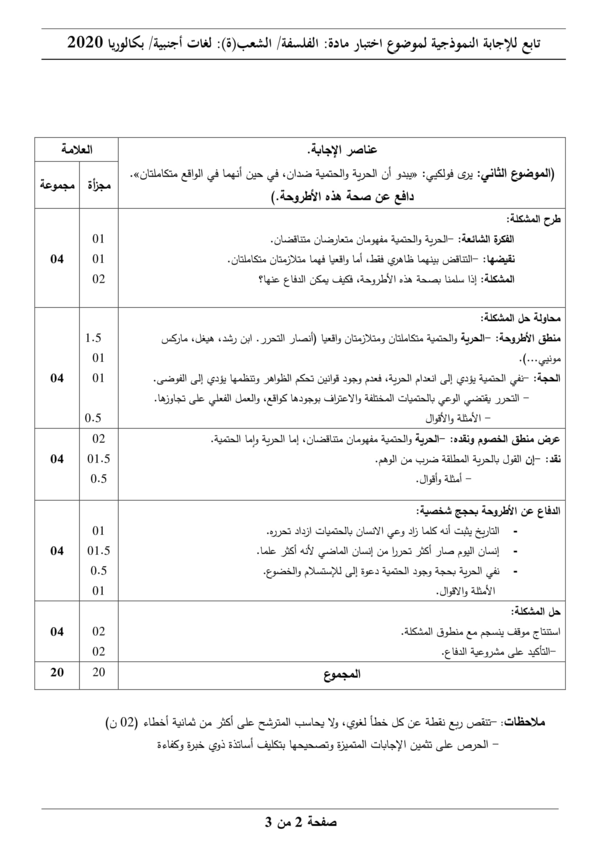 تابع للإجابة النموذجية لموضوع اختبار مادة: الفلسفة/ الشعب(ة): لغات أجنبية/ بكالوريا 2020
عناصر الإجابة. العلامة
(الموضوع الثاني: يرى فولكيي: «يبدو أن الحرية والحتمية ضدان، في حين أنهما في الواقع متكاملتان». مجزأة مجموعة
دافع عن صحة هذه الأطروحة.)
طرح المشكلة:
الفكرة الشائعة: –الحرية والحتمية مفهومان متعارضان متناقضان. 01
نقيضها: –التناقض بينهما ظاهري فقط، أما واقعيا فهما متلازمتان متكاملتان. 01 04
المشكلة: إذا سلمنا بصحة هذه الأطروحة، فكيف يمكن الدفاع عنها؟ 02
محاولة حل المشكلة:
منطق الأطروحة: –الحرية والحتمية متكاملتان ومتلازمتان واقعيا (أنصار التحرر. ابن رشد، هيغل، ماركس 1.5
مونيي...). 01
الحجة: –نفي الحتمية يؤدي إلى انعدام الحرية، فعدم وجود قوانين تحكم الظواهر وتنظمها يؤدي إلى الفوضى. 01 04
– التحرر يقتضي الوعي بالحتميات المختلفة والاعتراف بوجودها كواقع، والعمل الفعلي على تجاوزها.
– الأمثلة والأقوال 0.5
عرض منطق الخصوم ونقده: –الحرية والحتمية مفهومان متناقضان، إما الحرية وإما الحتمية. 02
نقد: –إن القول بالحرية المطلقة ضرب من الوهم. 01.5 04
– أمثلة وأقوال. 0.5
الدفاع عن الأطروحة بحجج شخصية:
- التاريخ يثبت أنه كلما زاد وعي الانسان بالحتميات ازداد تحرره. 01
- إنسان اليوم صار أكثر تحررا من إنسان الماضي لأنه أكثر علما. 01.5 04
- نفي الحرية بحجة وجود الحتمية دعوة إلى للإستسلام والخضوع. 0.5
الأمثلة والاقوال. 01
حل المشكلة:
استنتاج موقف ينسجم مع منطوق المشكلة. 02 04
–التأكيد على مشروعية الدفاع. 02
المجموع 20 20
ملاحظات: –تنقص ربع نقطة عن كل خطأ لغوي، ولا يحاسب المترشح على أكثر من ثمانية أخطاء (02 ن)
– الحرص على تثمين الإجابات المتميزة وتصحيحها بتكليف أساتذة ذوي خبرة وكفاءة
صفحة 2 من 3